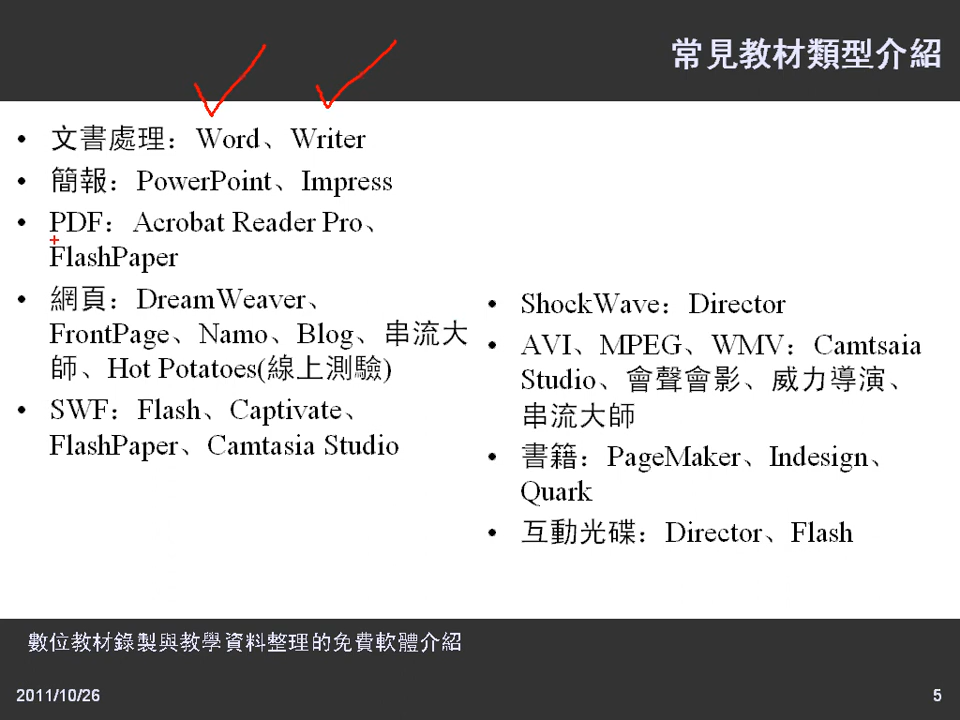 常見教材類型介紹
• 文書處理：Word、Writer
• 簡報：PowerPoint、Impress
• PDF：Acrobat Reader Pro、
FlashPaper
• 網頁：DreamWeaver、
FrontPage、Namo、Blog、串流大
師、Hot Potatoes(線上測驗)
• SWF：Flash、Captivate、
FlashPaper、Camtasia Studio
• ShockWave：Director
• AVI、MPEG、WMV：Camtsaia
Studio、會聲會影、威力導演、
串流大師
• 書籍：PageMaker、Indesign、
Quark
• 互動光碟：Director、Flash
數位教材錄製與教學資料整理的免費軟體介紹
2011/10/26
5